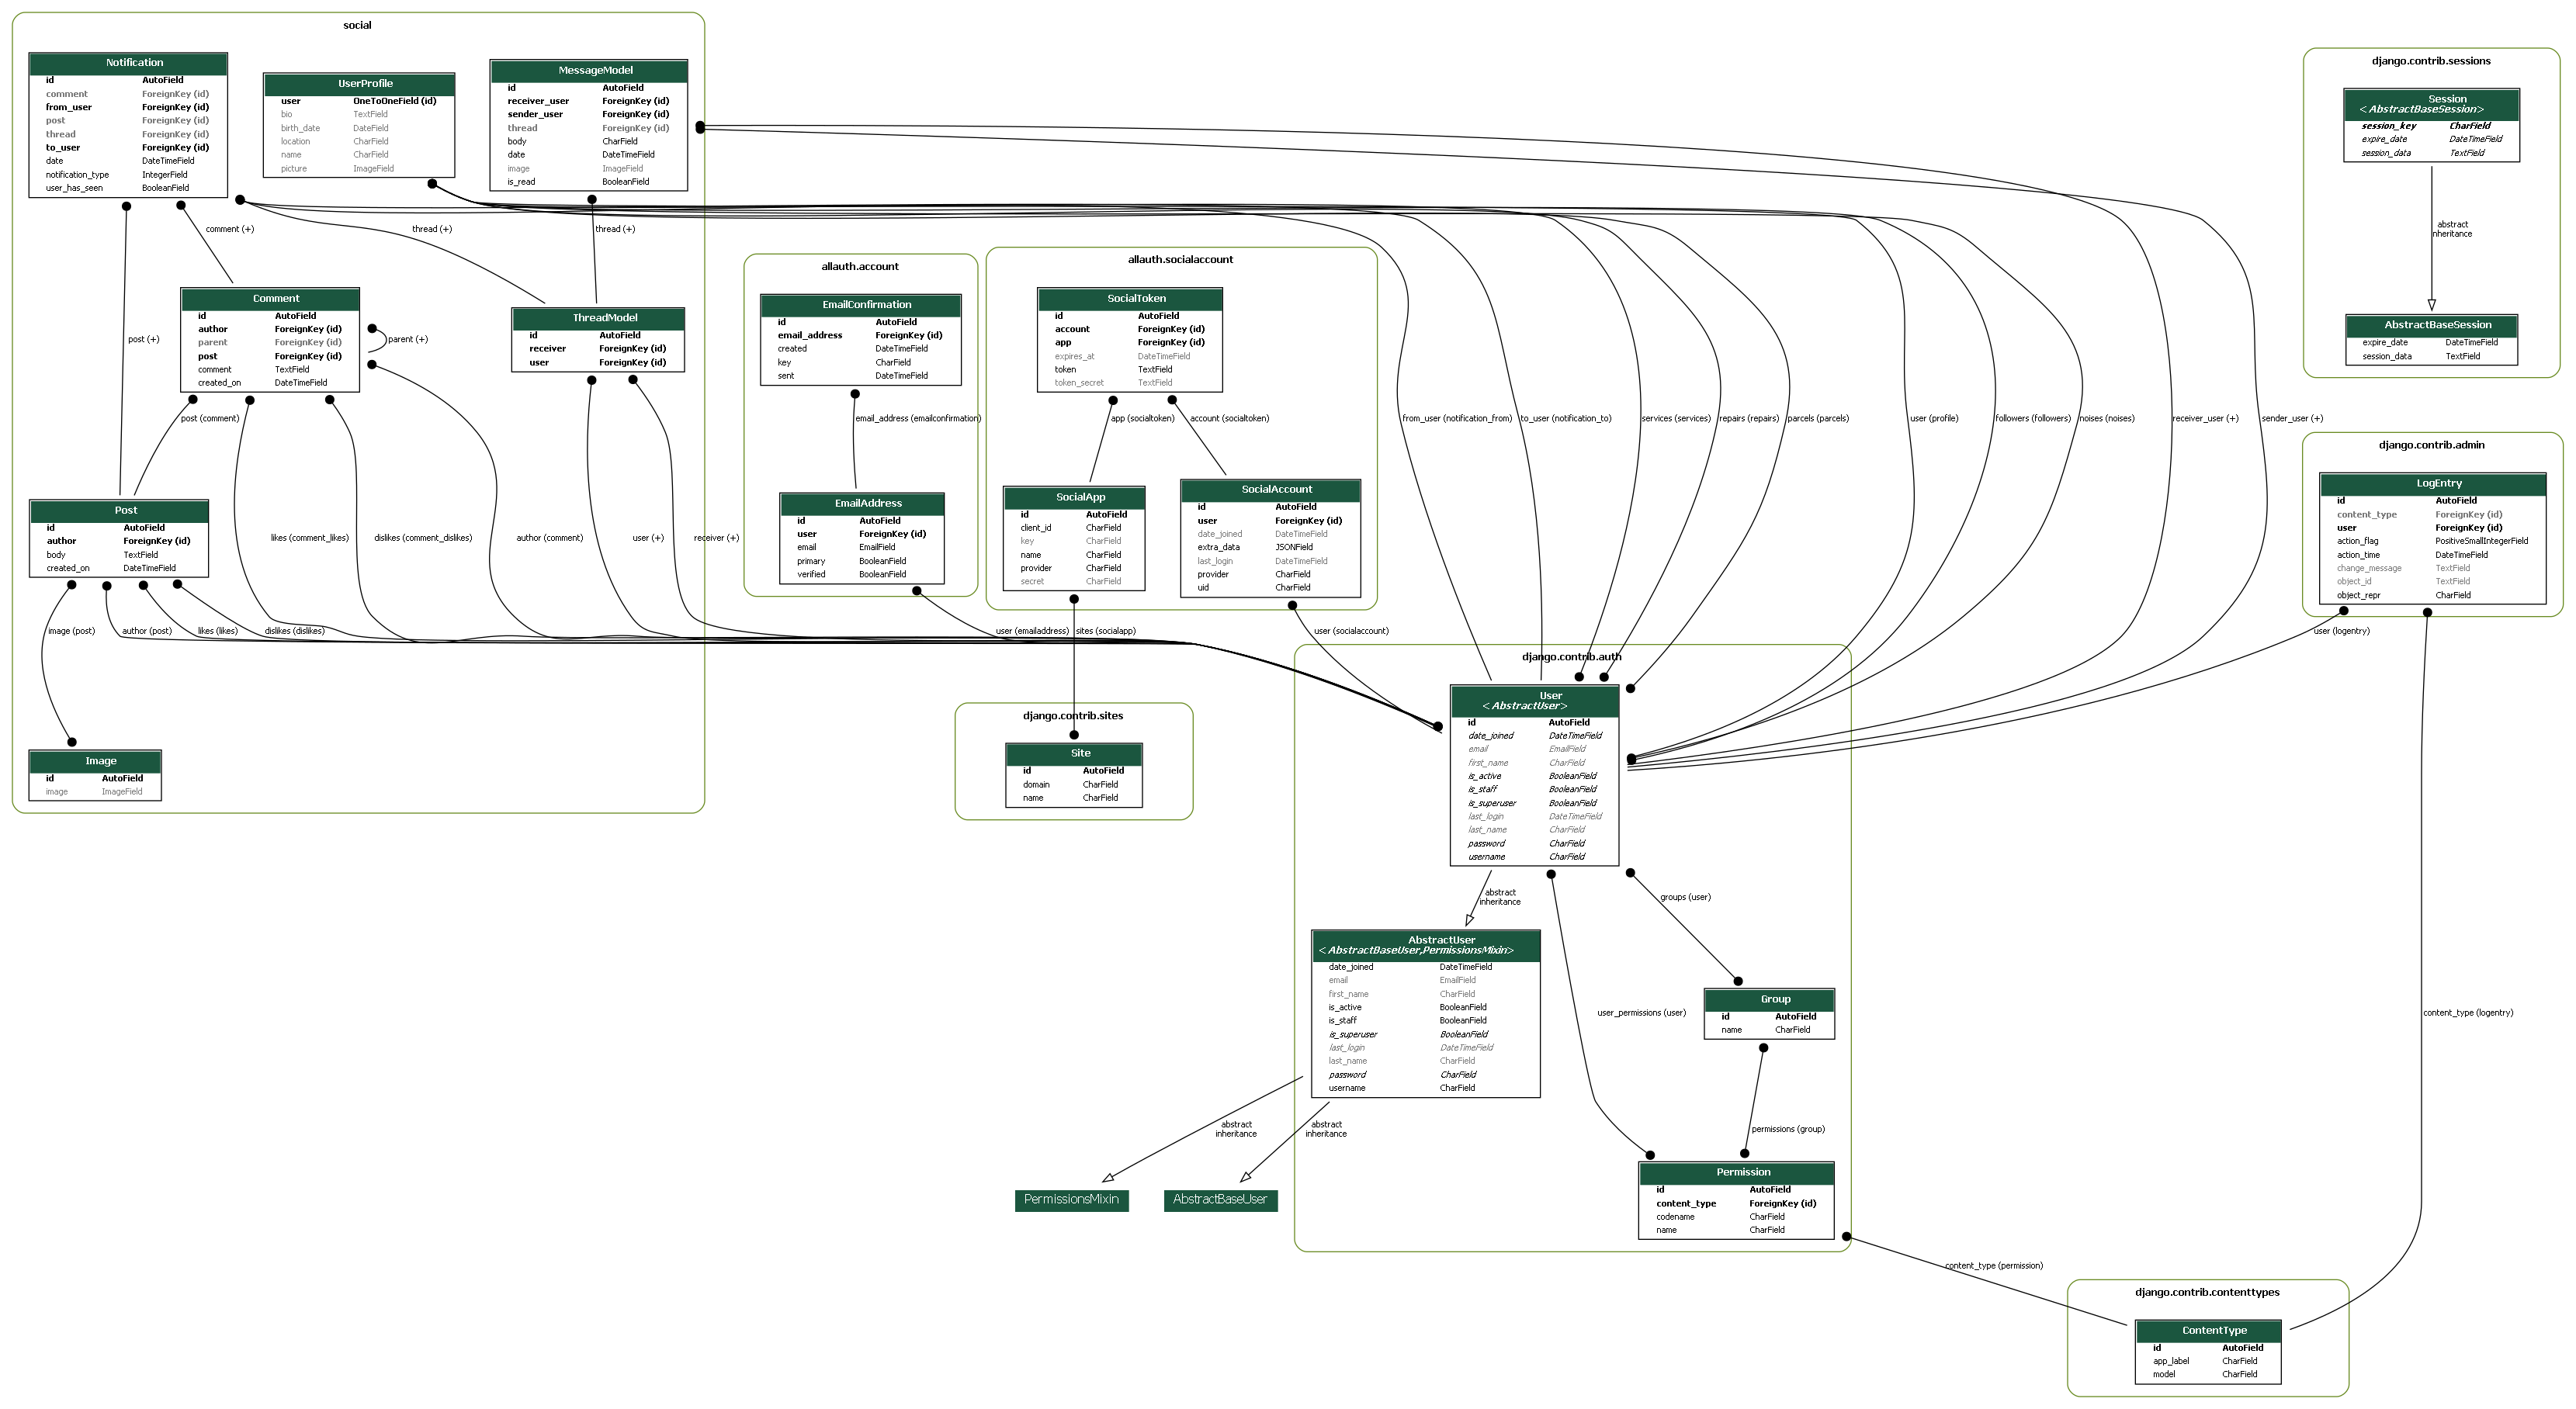 social
Notification
id AutoField
comment ForeignKey (id)
from_user ForeignKey (id)
post ForeignKey (id)
thread ForeignKey (id)
to_user ForeignKey (id)
date DateTimeField
notification_type IntegerField
user_has_seen BooleanField
UserProfile
user OneToOneField (id)
bio TextField
birth_date DateField
location CharField
name CharField
picture ImageField
MessageModel
id AutoField
receiver_user ForeignKey (id)
sender_user ForeignKey (id)
thread ForeignKey (id)
body CharField
date DateTimeField
image ImageField
is_read BooleanField
comment (+)
thread (+)
thread (+)
post (+)
Comment
id AutoField
author ForeignKey (id)
parent ForeignKey (id)
post ForeignKey (id)
comment TextField
created_on DateTimeField
parent (+)
ThreadModel
id AutoField
receiver ForeignKey (id)
user ForeignKey (id)
post (comment)
Post
id AutoField
author ForeignKey (id)
body TextField
created_on DateTimeField
likes (comment_likes)
dislikes (comment_dislikes)
author (comment)
user (+)
receiver (+)
image (post)
author (post)
likes (likes)
dislikes (dislikes)
Image
id AutoField
image ImageField
allauth.account
EmailConfirmation
id AutoField
email_address ForeignKey (id)
created DateTimeField
key CharField
sent DateTimeField
email_address (emailconfirmation)
EmailAddress
id AutoField
user ForeignKey (id)
email EmailField
primary BooleanField
verified BooleanField
user (emailaddress)
allauth.socialaccount
SocialToken
id AutoField
account ForeignKey (id)
app ForeignKey (id)
expires_at DateTimeField
token TextField
token_secret TextField
app (socialtoken)
account (socialtoken)
SocialApp
id AutoField
client_id CharField
key CharField
name CharField
provider CharField
secret CharField
SocialAccount
id AutoField
user ForeignKey (id)
date_joined DateTimeField
extra_data JSONField
last_login DateTimeField
provider CharField
uid CharField
sites (socialapp)
user (socialaccount)
django.contrib.sites
Site
id AutoField
domain CharField
name CharField
from_user (notification_from)
to_user (notification_to)
services (services)
repairs (repairs)
parcels (parcels)
user (profile)
followers (followers)
noises (noises)
receiver_user (+)
sender_user (+)
django.contrib.sessions
Session
<AbstractBaseSession>
session_key CharField
expire_date DateTimeField
session_data TextField
abstract
inheritance
AbstractBaseSession
expire_date DateTimeField
session_data TextField
django.contrib.admin
LogEntry
id AutoField
content_type ForeignKey (id)
user ForeignKey (id)
action_flag PositiveSmallIntegerField
action_time DateTimeField
change_message TextField
object_id TextField
object_repr CharField
user (logentry)
content_type (logentry)
django.contrib.auth
User
<AbstractUser>
id AutoField
date_joined DateTimeField
email EmailField
first_name CharField
is_active BooleanField
is_staff BooleanField
is_superuser BooleanField
last_login DateTimeField
last_name CharField
password CharField
username CharField
abstract
inheritance
groups (user)
user_permissions (user)
AbstractUser
<AbstractBaseUser,PermissionsMixin>
date_joined DateTimeField
email EmailField
first_name CharField
is_active BooleanField
is_staff BooleanField
is_superuser BooleanField
last_login DateTimeField
last_name CharField
password CharField
username CharField
Group
id AutoField
name CharField
permissions (group)
abstract
inheritance
abstract
inheritance
PermissionsMixin
AbstractBaseUser
Permission
id AutoField
content_type ForeignKey (id)
codename CharField
name CharField
content_type (permission)
django.contrib.contenttypes
ContentType
id AutoField
app_label CharField
model CharField